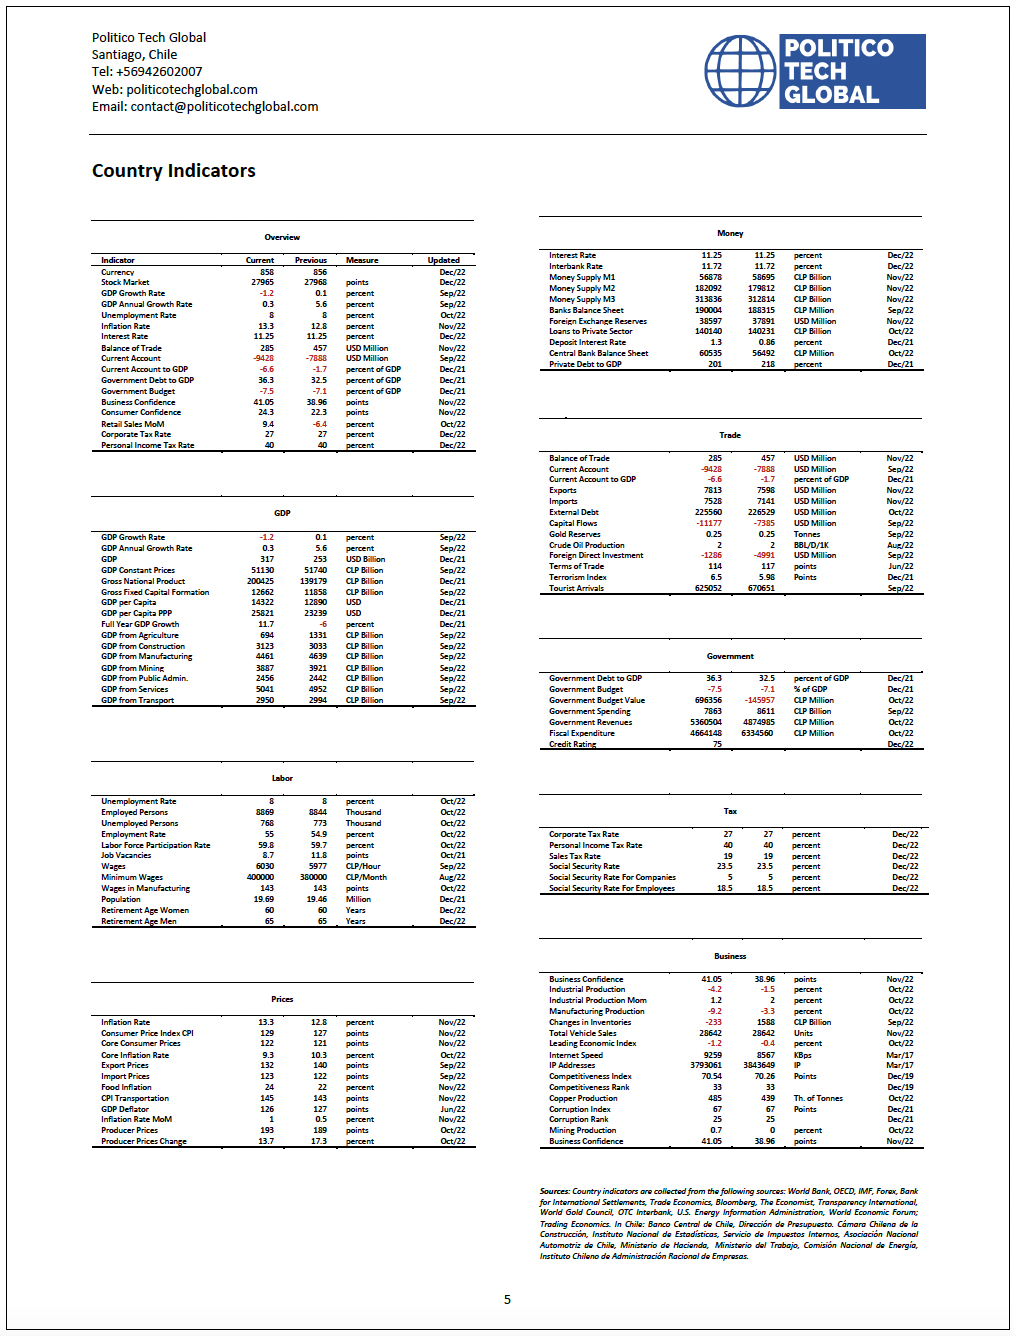 Politico Tech Global
Santiago, Chile
Tel: +56942602007
Web: politicotechglobal.com
Email: contact@politicotechglobal.com
POLITICO
TECH
GLOBAL
Country Indicators
Overview
Indicator Current Previous Measure Updated
Currency 858 856 Dec/22
Stock Market 27965 27968 points Dec/22
GDP Growth Rate -1.2 0.1 percent Sep/22
GDP Annual Growth Rate 0.3 5.6 percent Sep/22
Unemployment Rate 8 8 percent Oct/22
Inflation Rate 13.3 12.8 percent Nov/22
Interest Rate 11.25 11.25 percent Dec/22
Balance of Trade 285 457 USD Million Nov/22
Current Account -9428 -7888 USD Million Sep/22
Current Account to GDP -6.6 -1.7 percent of GDP Dec/21
Government Debt to GDP 36.3 32.5 percent of GDP Dec/21
Government Budget -7.5 -7.1 percent of GDP Dec/21
Business Confidence 41.05 38.96 points Nov/22
Consumer Confidence 24.3 22.3 points Nov/22
Retail Sales MoM 9.4 -6.4 percent Oct/22
Corporate Tax Rate 27 27 percent Dec/22
Personal Income Tax Rate 40 40 percent Dec/22
GDP
GDP Growth Rate -1.2 0.1 percent Sep/22
GDP Annual Growth Rate 0.3 5.6 percent Sep/22
GDP 317 253 USD Billion Dec/21
GDP Constant Prices 51130 51740 CLP Billion Sep/22
Gross National Product 200425 139179 CLP Billion Dec/21
Gross Fixed Capital Formation 12662 11858 CLP Billion Sep/22
GDP per Capita 14322 12890 USD Dec/21
GDP per Capita PPP 25821 23239 USD Dec/21
Full Year GDP Growth 11.7 -6 percent Dec/21
GDP from Agriculture 694 1331 CLP Billion Sep/22
GDP from Construction 3123 3033 CLP Billion Sep/22
GDP from Manufacturing 4461 4639 CLP Billion Sep/22
GDP from Mining 3887 3921 CLP Billion Sep/22
GDP from Public Admin. 2456 2442 CLP Billion Sep/22
GDP from Services 5041 4952 CLP Billion Sep/22
GDP from Transport 2950 2994 CLP Billion Sep/22
Labor
Unemployment Rate 8 8 percent Oct/22
Employed Persons 8869 8844 Thousand Oct/22
Unemployed Persons 768 773 Thousand Oct/22
Employment Rate 55 54.9 percent Oct/22
Labor Force Participation Rate 59.8 59.7 percent Oct/22
Job Vacancies 8.7 11.8 points Oct/21
Wages 6030 5977 CLP/Hour Sep/22
Minimum Wages 400000 380000 CLP/Month Aug/22
Wages in Manufacturing 143 143 points Oct/22
Population 19.69 19.46 Million Dec/21
Retirement Age Women 60 60 Years Dec/22
Retirement Age Men 65 65 Years Dec/22
Prices
Inflation Rate 13.3 12.8 percent Nov/22
Consumer Price Index CPI 129 127 points Nov/22
Core Consumer Prices 122 121 points Nov/22
Core Inflation Rate 9.3 10.3 percent Oct/22
Export Prices 132 140 points Sep/22
Import Prices 123 122 points Sep/22
Food Inflation 24 22 percent Nov/22
CPI Transportation 145 143 points Nov/22
GDP Deflator 126 127 points Jun/22
Inflation Rate MoM 1 0.5 percent Nov/22
Producer Prices 193 189 points Oct/22
Producer Prices Change 13.7 17.3 percent Oct/22
Money
Interest Rate 11.25 11.25 percent Dec/22
Interbank Rate 11.72 11.72 percent Dec/22
Money Supply M1 56878 58695 CLP Billion Nov/22
Money Supply M2 182092 179812 CLP Billion Nov/22
Money Supply M3 313836 312814 CLP Billion Nov/22
Banks Balance Sheet 190004 188315 CLP Million Sep/22
Foreign Exchange Reserves 38597 37891 USD Million Nov/22
Loans to Private Sector 140140 140231 CLP Billion Oct/22
Deposit Interest Rate 1.3 0.86 percent Dec/21
Central Bank Balance Sheet 60535 56492 CLP Million Oct/22
Private Debt to GDP 201 218 percent Dec/21
Trade
Balance of Trade 285 457 USD Million Nov/22
Current Account -9428 -7888 USD Million Sep/22
Current Account to GDP -6.6 -1.7 percent of GDP Dec/21
Exports 7813 7598 USD Million Nov/22
Imports 7528 7141 USD Million Nov/22
External Debt 225560 226529 USD Million Oct/22
Capital Flows -11177 -7385 USD Million Sep/22
Gold Reserves 0.25 0.25 Tonnes Sep/22
Crude Oil Production 2 2 BBL/D/1K Aug/22
Foreign Direct Investment -1286 -4991 USD Million Sep/22
Terms of Trade 114 117 points Jun/22
Terrorism Index 6.5 5.98 Points Dec/21
Tourist Arrivals 625052 670651 Sep/22
Government
Government Debt to GDP 36.3 32.5 percent of GDP Dec/21
Government Budget -7.5 -7.1 % of GDP Dec/21
Government Budget Value 696356 -145957 CLP Million Oct/22
Government Spending 7863 8611 CLP Billion Sep/22
Government Revenues 5360504 4874985 CLP Million Oct/22
Fiscal Expenditure 4664148 6334560 CLP Million Oct/22
Credit Rating 75 Dec/22
Tax
Corporate Tax Rate 27 27 percent Dec/22
Personal Income Tax Rate 40 40 percent Dec/22
Sales Tax Rate 19 19 percent Dec/22
Social Security Rate 23.5 23.5 percent Dec/22
Social Security Rate For Companies 5 5 percent Dec/22
Social Security Rate For Employees 18.5 18.5 percent Dec/22
Business
Business Confidence 41.05 38.96 points Nov/22
Industrial Production -4.2 -1.5 percent Oct/22
Industrial Production Mom 1.2 2 percent Oct/22
Manufacturing Production -9.2 -3.3 percent Oct/22
Changes in Inventories -233 1588 CLP Billion Sep/22
Total Vehicle Sales 28642 28642 Units Nov/22
Leading Economic Index -1.2 -0.4 percent Oct/22
Internet Speed 9259 8567 KBps Mar/17
IP Addresses 3793061 3843649 IP Mar/17
Competitiveness Index 70.54 70.26 Points Dec/19
Competitiveness Rank 33 33 Dec/19
Copper Production 485 439 Th. of Tonnes Oct/22
Corruption Index 67 67 Points Dec/21
Corruption Rank 25 25 Dec/21
Mining Production 0.7 0 percent Oct/22
Business Confidence 41.05 38.96 points Nov/22
Sources: Country indicators are collected from the following sources: World Bank, OECD, IMF, Forex, Bank
for International Settlements, Trade Economics, Bloomberg, The Economist, Transparency International,
World Gold Council, OTC Interbank, U.S. Energy Information Administration, World Economic Forum;
Trading Economics. In Chile: Banco Central de Chile, Dirección de Presupuesto. Cámara Chilena de la
Construcción, Instituto Nacional de Estadísticas, Servicio de Impuestos Internos, Asociación Nacional
Automotriz de Chile, Ministerio de Hacienda, Ministerio del Trabajo, Comisión Nacional de Energía,
Instituto Chileno de Administración Racional de Empresas.
5